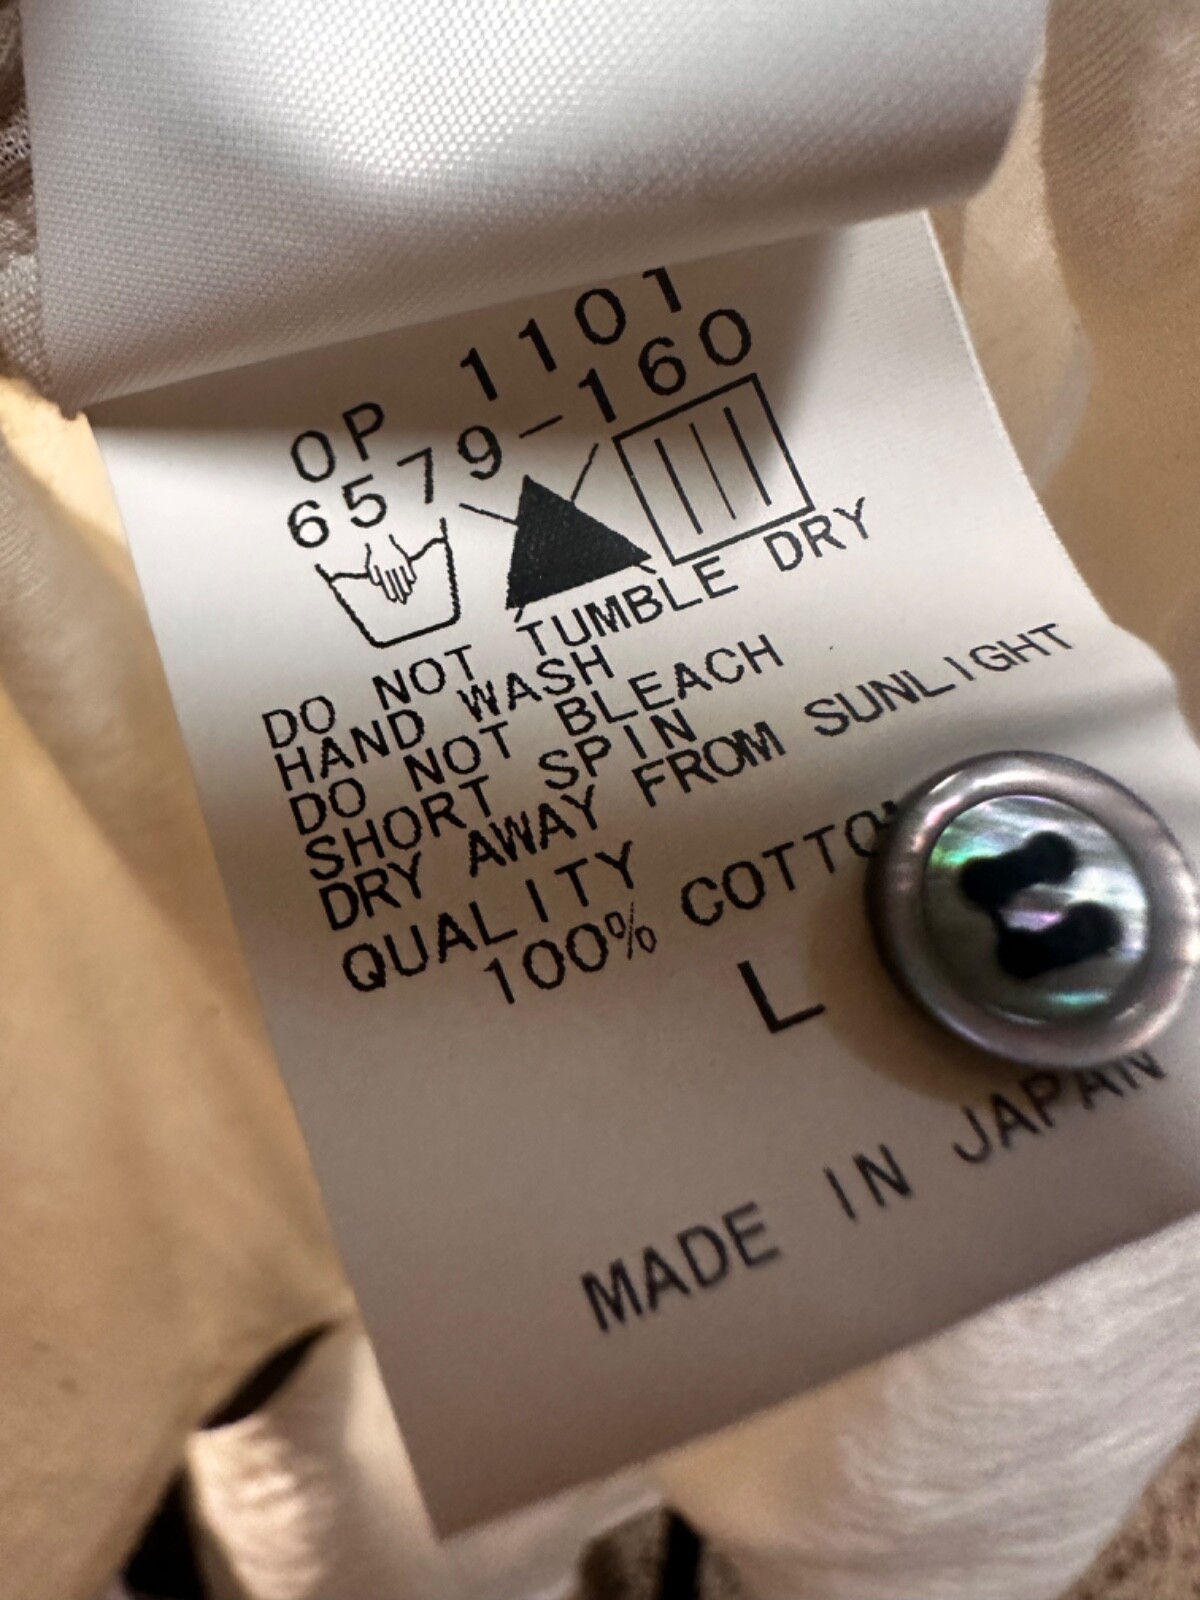 OP 1101
6579-160
DO NOT TUMBLE DRY
HAND WASH
DO NOT BLEACH
SHORT SPIN
DRY AWAY FROM SUNLIGHT
QUALITY
100% COTTON
L
MADE IN JAPAN